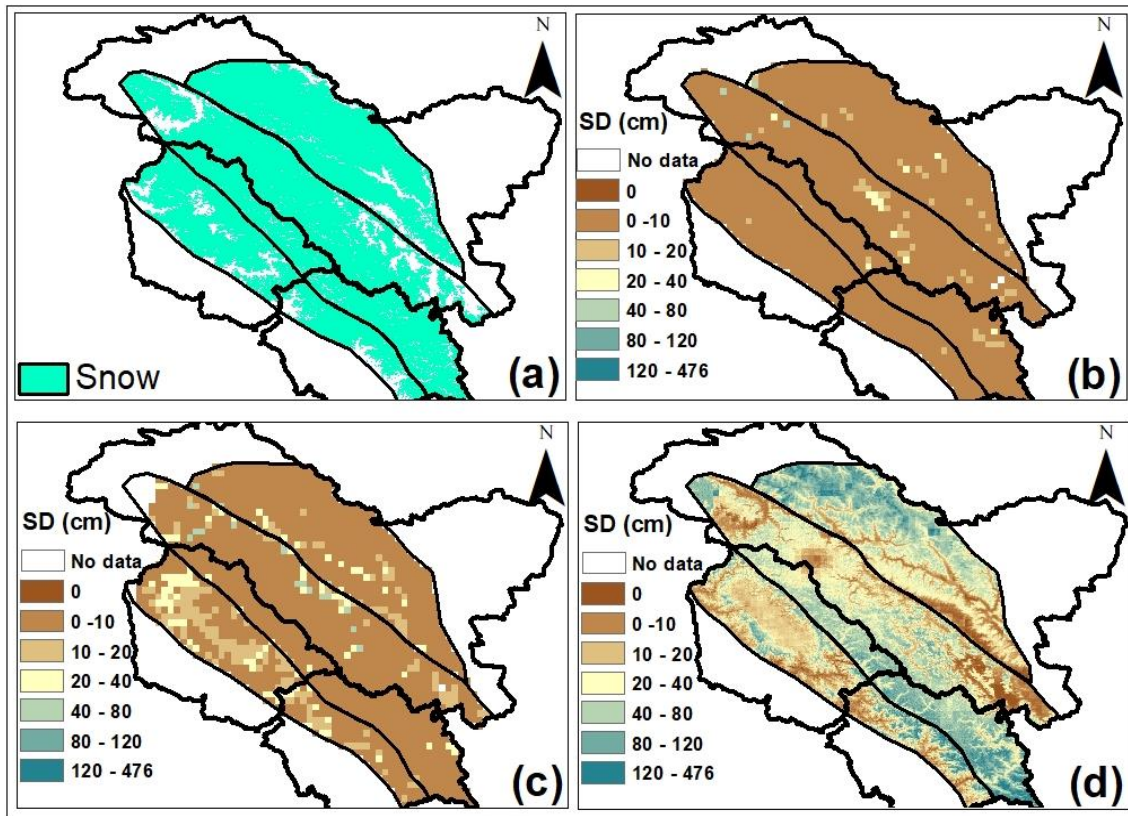 N
Snow
(a)
N
SD (cm)
No data
0
0 -10
10 - 20
20 - 40
40 - 80
80 - 120
120 - 476
(b)
N
SD (cm)
No data
0
0 -10
10 - 20
20 - 40
40 - 80
80 - 120
120 - 476
(c)
N
SD (cm)
No data
0
0 -10
10 - 20
20 - 40
40 - 80
80 - 120
120 - 476
(d)